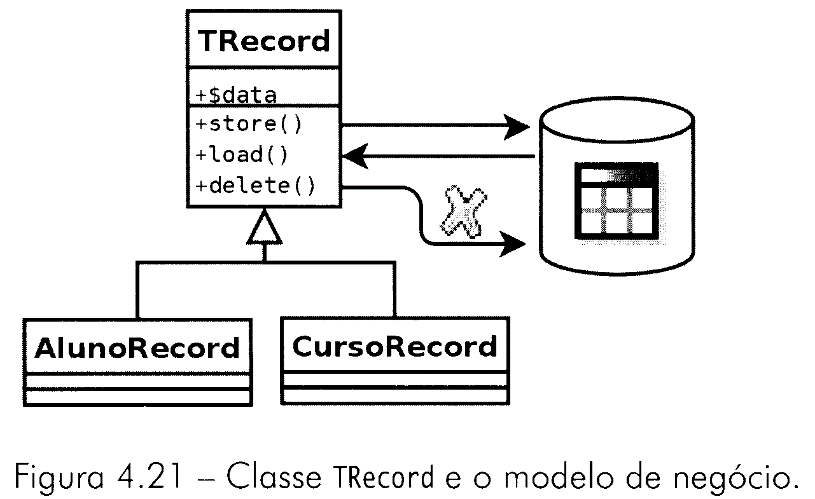 TRecord
+$data
+store()
+load()
+delete()
AlunoRecord
CursoRecord
Figura 4.21 – Classe TRecord e o modelo de negócio.